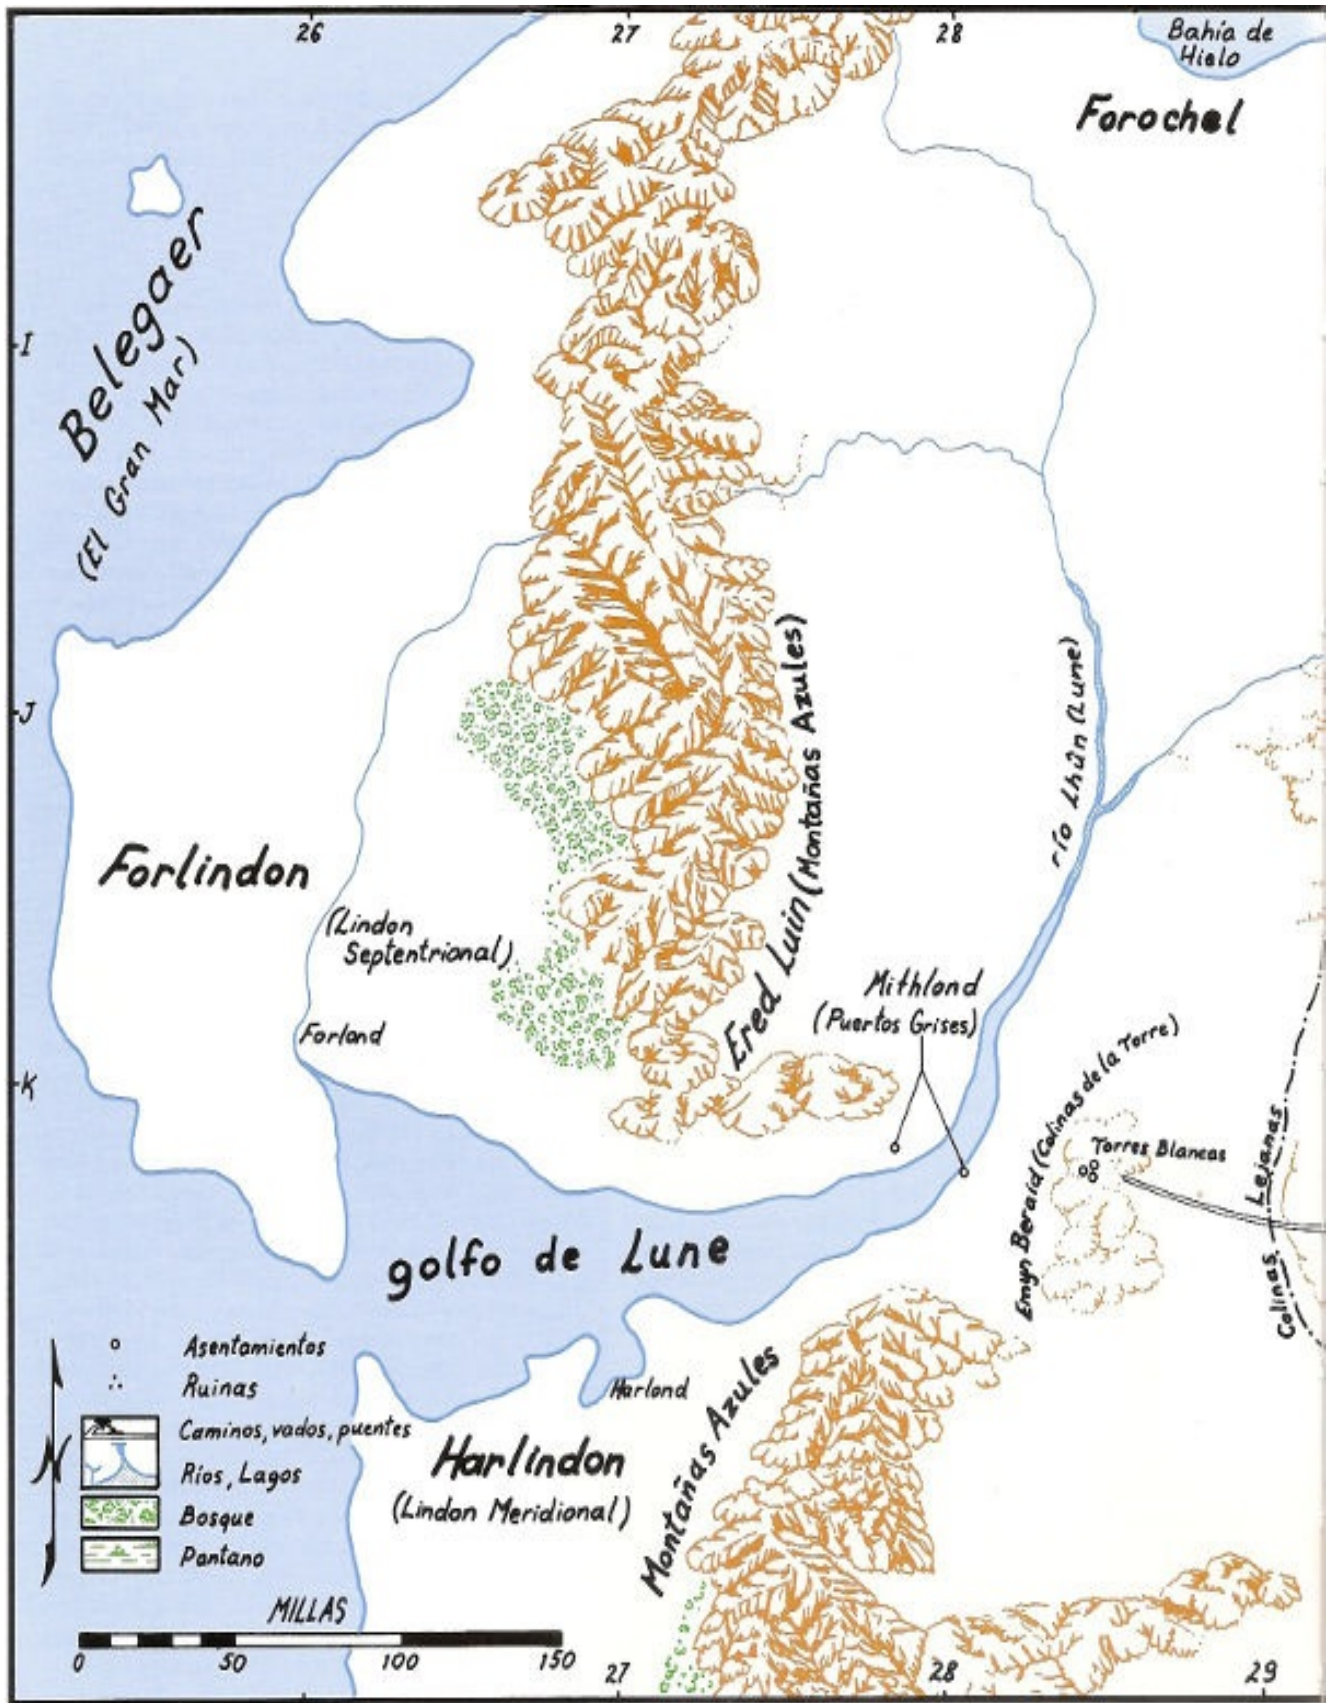 26
27
28
Bahía de
Hielo
Forochel
Belegaer
(El Gran Mar)
I
J
Ered Luin (Montañas Azules)
río Lhûn (Lune)
Forlindon
(Lindon
Septentrional)
Forlond
Mithlond
(Puertos Grises)
K
Emyn Beraid (Colinas de la Torre)
Torres Blancas
Colinas Lejanas
golfo de Lune
Harlond
Harlindon
(Lindon Meridional)
Montañas Azules
Asentamientos
Ruinas
Caminos, vados, puentes
Ríos, Lagos
Bosque
Pantano
N
MILLAS
0 50 100 150
27
28
29